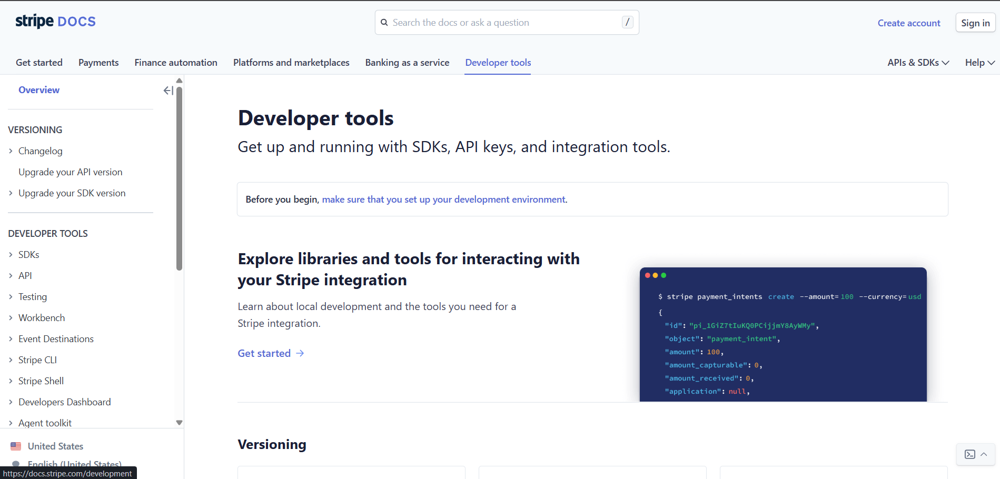 stripe DOCS
Search the docs or ask a question /
Create account
Sign in
Get started
Payments
Finance automation
Platforms and marketplaces
Banking as a service
Developer tools
APIs & SDKs
Help
Overview
VERSIONING
Changelog
Upgrade your API version
Upgrade your SDK version
DEVELOPER TOOLS
SDKs
API
Testing
Workbench
Event Destinations
Stripe CLI
Stripe Shell
Developers Dashboard
Agent toolkit
United States
English (United States)
https://docs.stripe.com/development
Developer tools
Get up and running with SDKs, API keys, and integration tools.
Before you begin, make sure that you set up your development environment.
Explore libraries and tools for interacting with
your Stripe integration
Learn about local development and the tools you need for a
Stripe integration.
Get started →
$ stripe payment_intents create --amount=100 --currency=usd
{
"id": "pi_1GiZ7tIuKQ0PCijjmY8AyWMy",
"object": "payment_intent",
"amount": 100,
"amount_capturable": 0,
"amount_received": 0,
"application": null,
Versioning